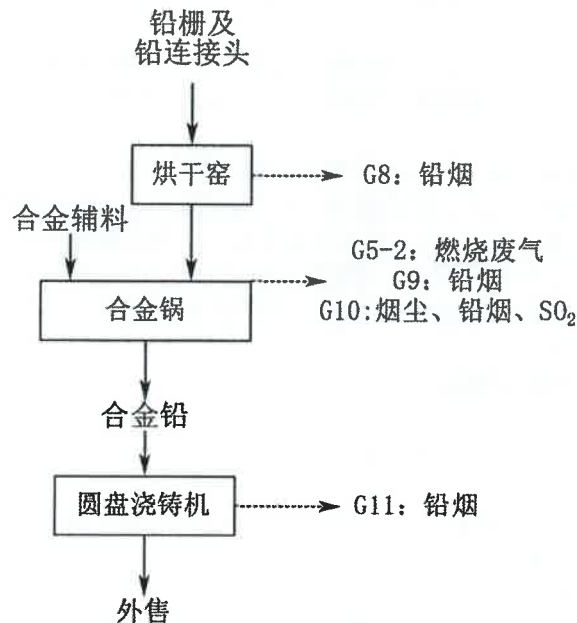 铅栅及
铅连接头
烘干窑
G8：铅烟
合金辅料
G5-2：燃烧废气
G9：铅烟
G10:烟尘、铅烟、SO₂
合金锅
合金铅
圆盘浇铸机
G11：铅烟
外售